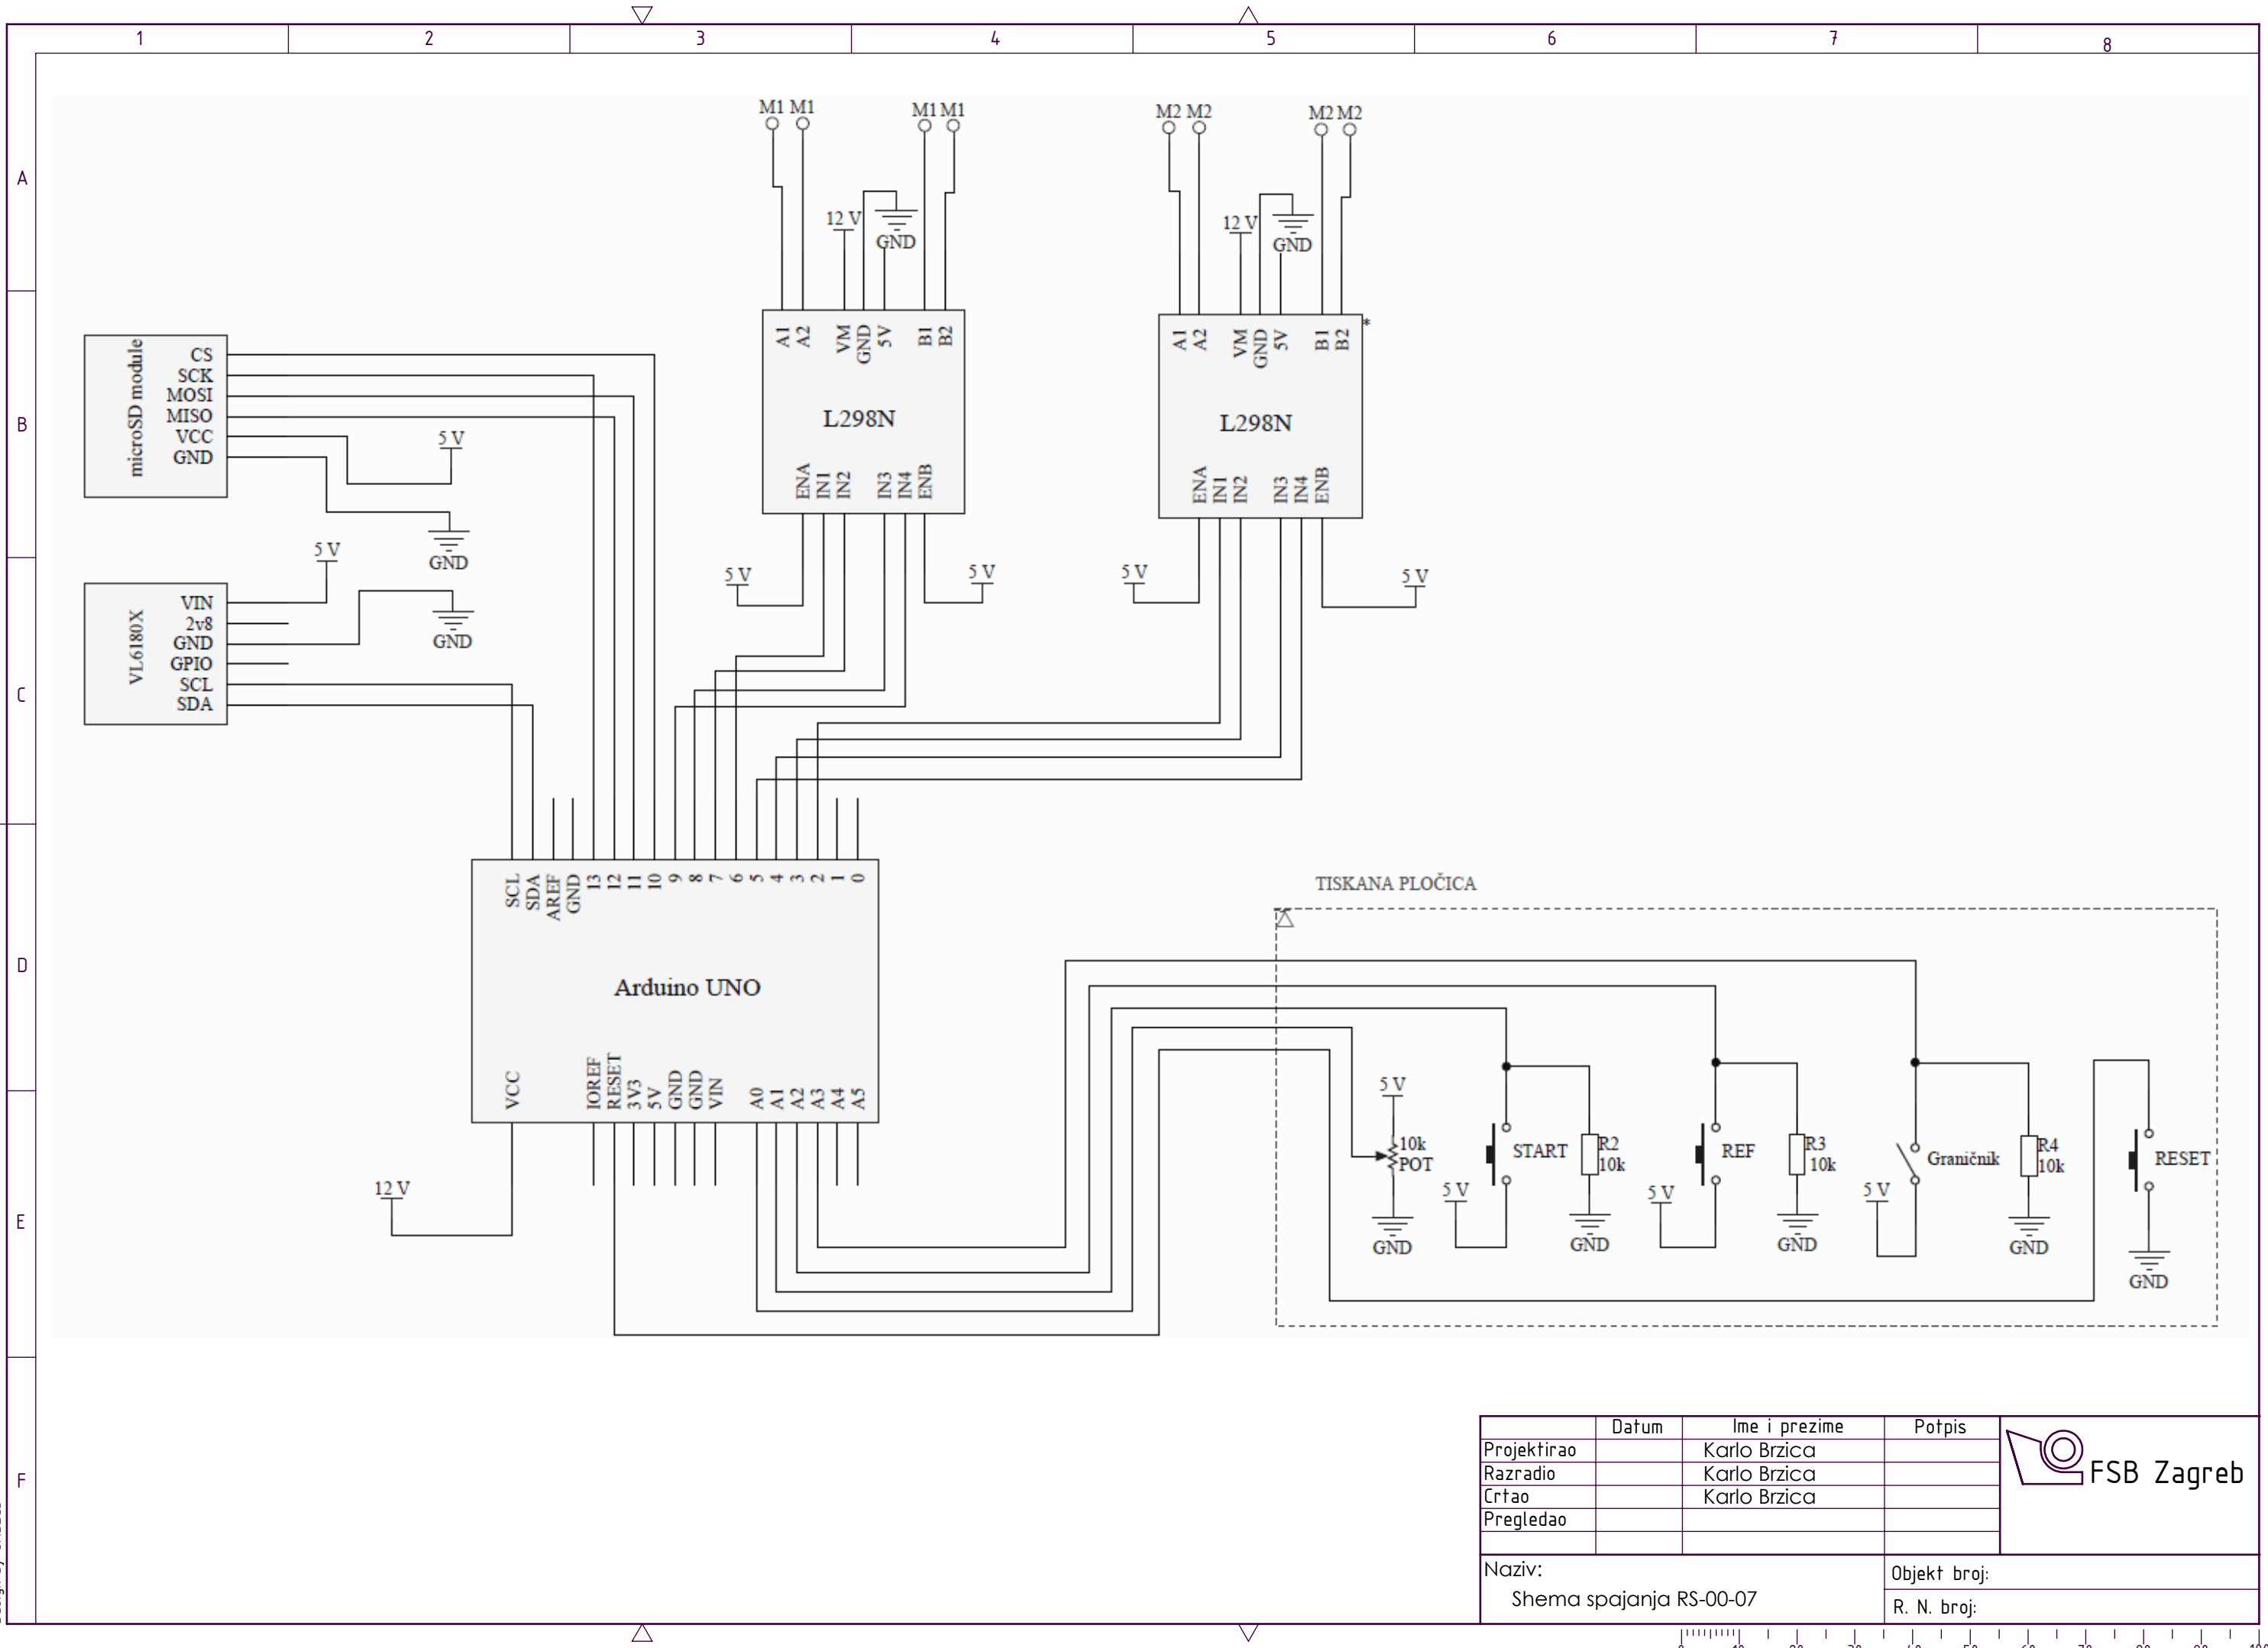 1 2 3 4 5 6 7 8
A
B
C
D
E
F
M1 M1 M1 M1
12 V
GND
A1 A2 VM GND 5V B1 B2
L298N
ENA IN1 IN2 IN3 IN4 ENB
5 V 5 V
M2 M2 M2 M2
12 V
GND
A1 A2 VM GND 5V B1 B2 *
L298N
ENA IN1 IN2 IN3 IN4 ENB
5 V 5 V
microSD module
CS
SCK
MOSI
MISO
VCC
GND
5 V
GND
VL6180X
VIN
2v8
GND
GPIO
SCL
SDA
5 V
GND
SCL SDA AREF GND 13 12 11 10 9 8 7 6 5 4 3 2 1 0
Arduino UNO
VCC IOREF RESET 3V3 5V GND GND VIN A0 A1 A2 A3 A4 A5
12 V
TISKANA PLOČICA
5 V
10k
POT
GND
START
5 V
R2
10k
GND
REF
5 V
R3
10k
GND
Graničnik
5 V
R4
10k
GND
RESET
GND
Datum Ime i prezime Potpis
Projektirao Karlo Brzica
Razradio Karlo Brzica
Crtao Karlo Brzica
Pregledao
FSB Zagreb
Naziv:
Shema spajanja RS-00-07
Objekt broj:
R. N. broj: